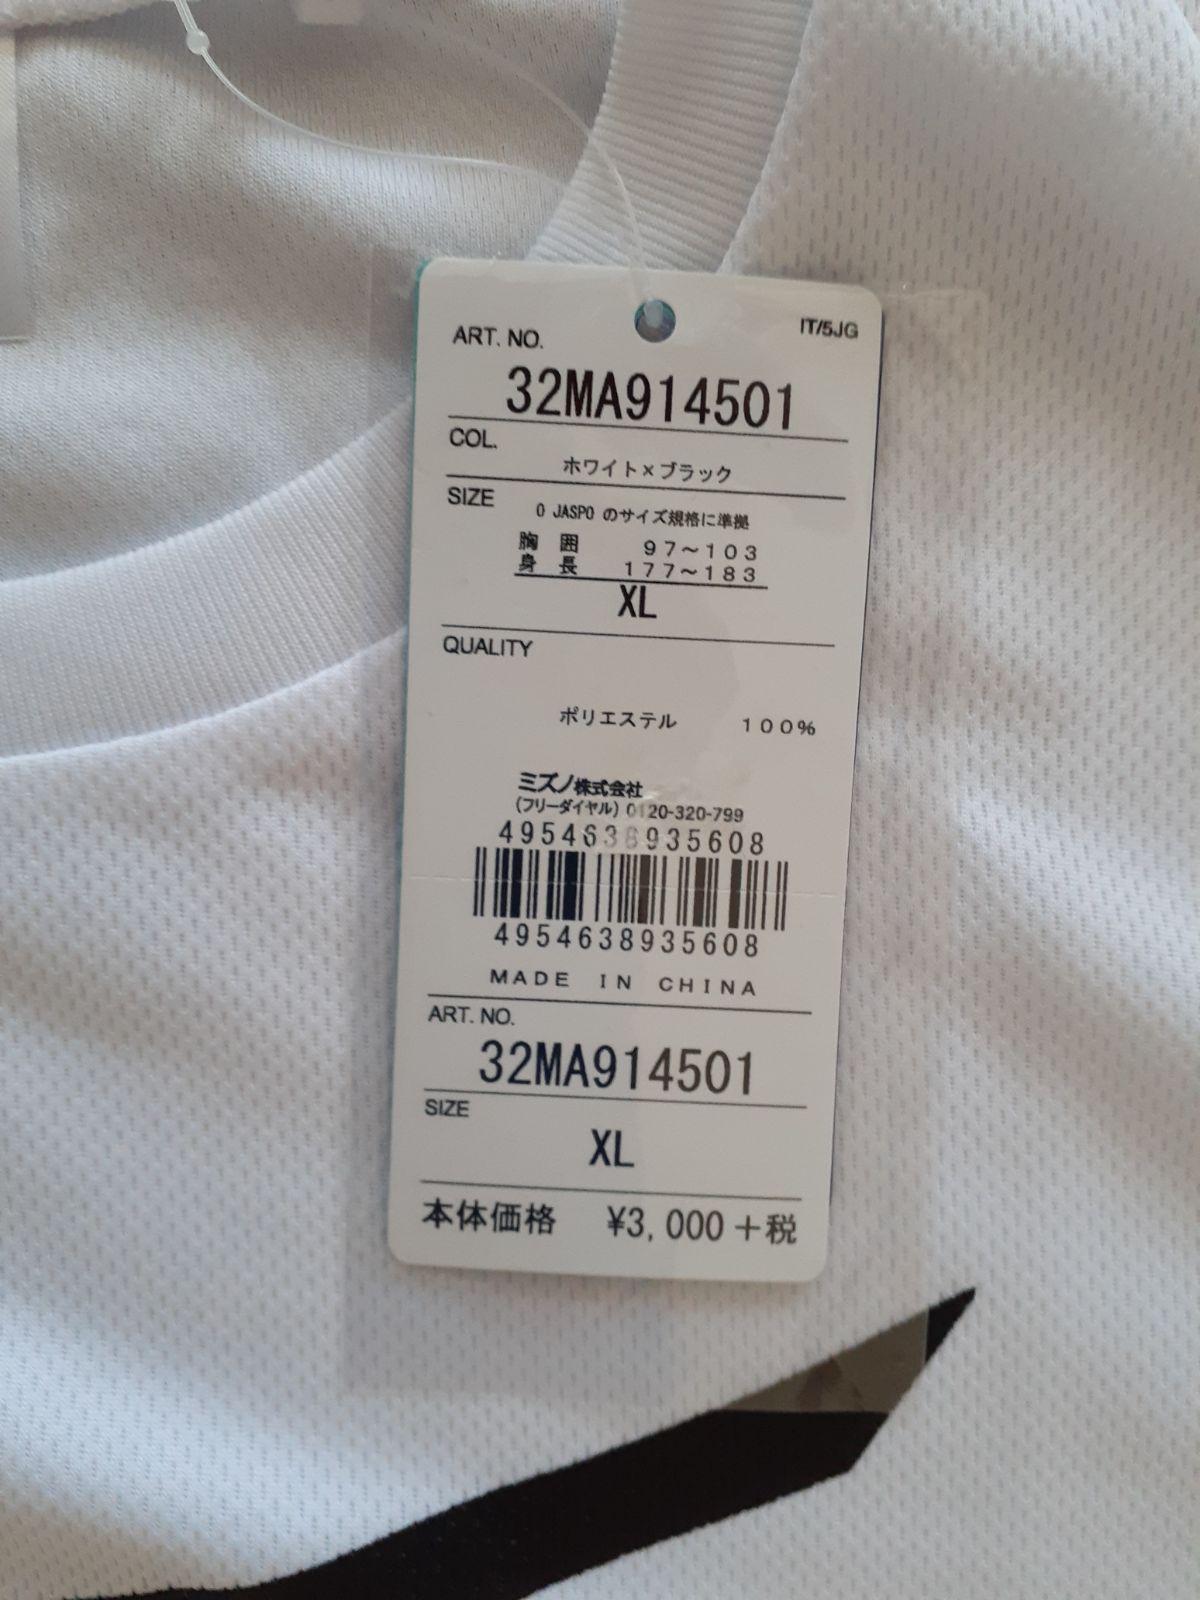 IT/5JG
ART. NO.
32MA914501
COL.
ホワイト×ブラック
SIZE
O JASPO のサイズ規格に準拠
胸 囲 97～103
身 長 177～183
XL
QUALITY
ポリエステル 100%
ミズノ株式会社
(フリーダイヤル) 0120-320-799
4954638935608
4954638935608
MADE IN CHINA
ART. NO.
32MA914501
SIZE
XL
本体価格 ¥3,000+税